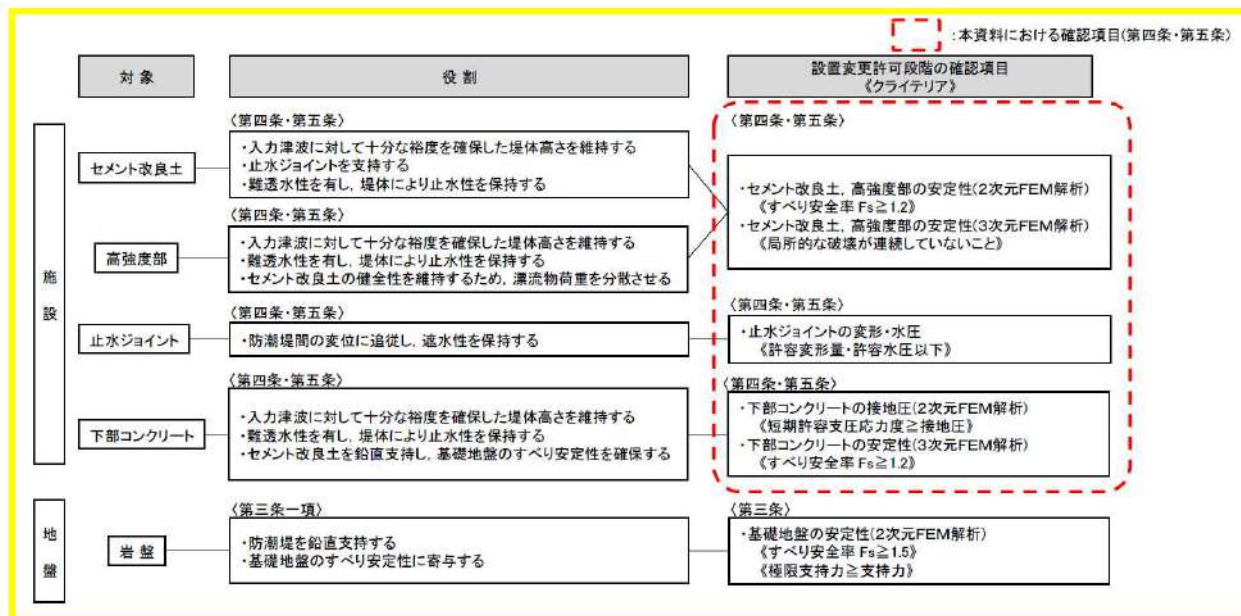 ：本資料における確認項目(第四条・第五条)
対 象
役 割
設置変更許可段階の確認項目
《クライテリア》
施設
セメント改良土
〈第四条・第五条〉
・入力津波に対して十分な裕度を確保した堤体高さを維持する
・止水ジョイントを支持する
・難透水性を有し，堤体により止水性を保持する
高強度部
〈第四条・第五条〉
・入力津波に対して十分な裕度を確保した堤体高さを維持する
・難透水性を有し，堤体により止水性を保持する
・セメント改良土の健全性を維持するため，漂流物荷重を分散させる
〈第四条・第五条〉
・セメント改良土，高強度部の安定性(2次元FEM解析)
《すべり安全率 Fs≧1.2》
・セメント改良土，高強度部の安定性(3次元FEM解析)
《局所的な破壊が連続していないこと》
止水ジョイント
〈第四条・第五条〉
・防潮堤間の変位に追従し，遮水性を保持する
〈第四条・第五条〉
・止水ジョイントの変形・水圧
《許容変形量・許容水圧以下》
下部コンクリート
〈第四条・第五条〉
・入力津波に対して十分な裕度を確保した堤体高さを維持する
・難透水性を有し，堤体により止水性を保持する
・セメント改良土を鉛直支持し，基礎地盤のすべり安定性を確保する
〈第四条・第五条〉
・下部コンクリートの接地圧(2次元FEM解析)
《短期許容支圧応力度≧接地圧》
・下部コンクリートの安定性(3次元FEM解析)
《すべり安全率 Fs≧1.2》
地盤
岩 盤
〈第三条一項〉
・防潮堤を鉛直支持する
・基礎地盤のすべり安定性に寄与する
〈第三条〉
・基礎地盤の安定性(2次元FEM解析)
《すべり安全率 Fs≧1.5》
《極限支持力≧支持力》